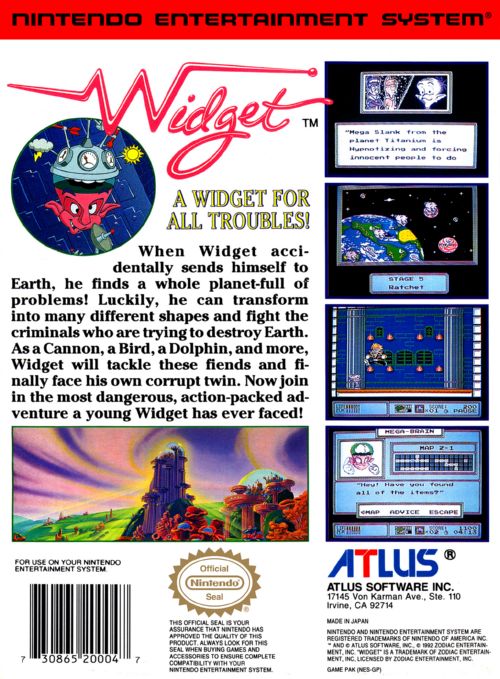 NINTENDO ENTERTAINMENT SYSTEM®
Widget ™
A WIDGET FOR
ALL TROUBLES!
When Widget acci-
dentally sends himself to
Earth, he finds a whole planet-full of
problems! Luckily, he can transform
into many different shapes and fight the
criminals who are trying to destroy Earth.
As a Cannon, a Bird, a Dolphin, and more,
Widget will tackle these fiends and fi-
nally face his own corrupt twin. Now join
in the most dangerous, action-packed ad-
venture a young Widget has ever faced!
"Mega Slank from the
planet Titanium is
Hypnotizing and forcing
innocent people to do
STAGE 5
Ratchet
SCORE: 200
×01 PAUSE
MEGA-BRAIN
MAP 2-1
"Hey! Have you found
all of the items?"
MAP ADVICE ESCAPE
SCORE: 1100
×02 04:13
FOR USE ON YOUR NINTENDO
ENTERTAINMENT SYSTEM.
7 30865 20004 7
Official
Nintendo
Seal
®
THIS OFFICIAL SEAL IS YOUR
ASSURANCE THAT NINTENDO HAS
APPROVED THE QUALITY OF THIS
PRODUCT. ALWAYS LOOK FOR THIS
SEAL WHEN BUYING GAMES AND
ACCESSORIES TO ENSURE COMPLETE
COMPATIBILITY WITH YOUR
NINTENDO ENTERTAINMENT SYSTEM.
ATLUS ®
ATLUS SOFTWARE INC.
17145 Von Karman Ave., Ste. 110
Irvine, CA 92714
MADE IN JAPAN
NINTENDO AND NINTENDO ENTERTAINMENT SYSTEM ARE
REGISTERED TRADEMARKS OF NINTENDO OF AMERICA INC.
™ AND © ATLUS SOFTWARE, INC., © 1992 ZODIAC ENTERTAIN-
MENT, INC. "WIDGET" IS A TRADEMARK OF ZODIAC ENTERTAIN-
MENT, INC, LICENSED BY ZODIAC ENTERTAINMENT, INC.
GAME PAK (NES-GP)